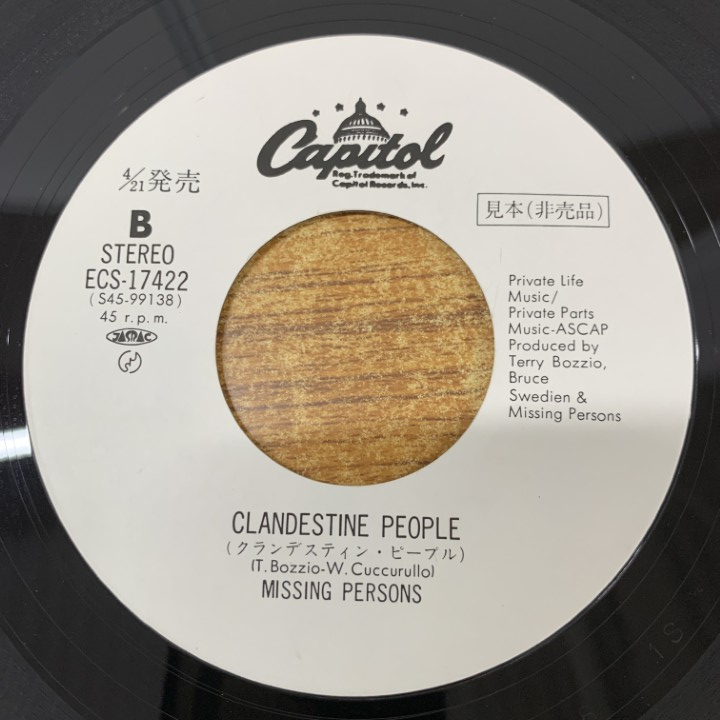 Capitol
Reg.Trademark of
Capitol Records,Inc.
4/21発売
見本(非売品)
B
STEREO
ECS-17422
(S45-99138)
45 r.p.m.
JASRAC
Private Life
Music/
Private Parts
Music-ASCAP
Produced by
Terry Bozzio,
Bruce
Swedien &
Missing Persons
CLANDESTINE PEOPLE
(クランデスティン・ピープル)
(T. Bozzio-W. Cuccurullo)
MISSING PERSONS
1S